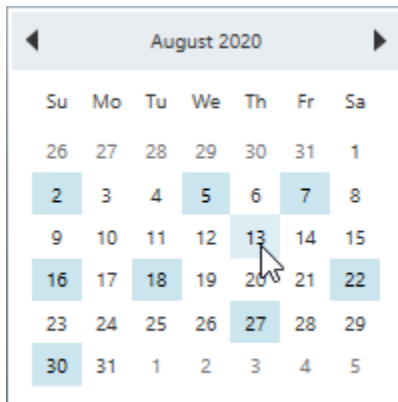 August 2020
Su Mo Tu We Th Fr Sa
26 27 28 29 30 31 1
2 3 4 5 6 7 8
9 10 11 12 13 14 15
16 17 18 19 20 21 22
23 24 25 26 27 28 29
30 31 1 2 3 4 5